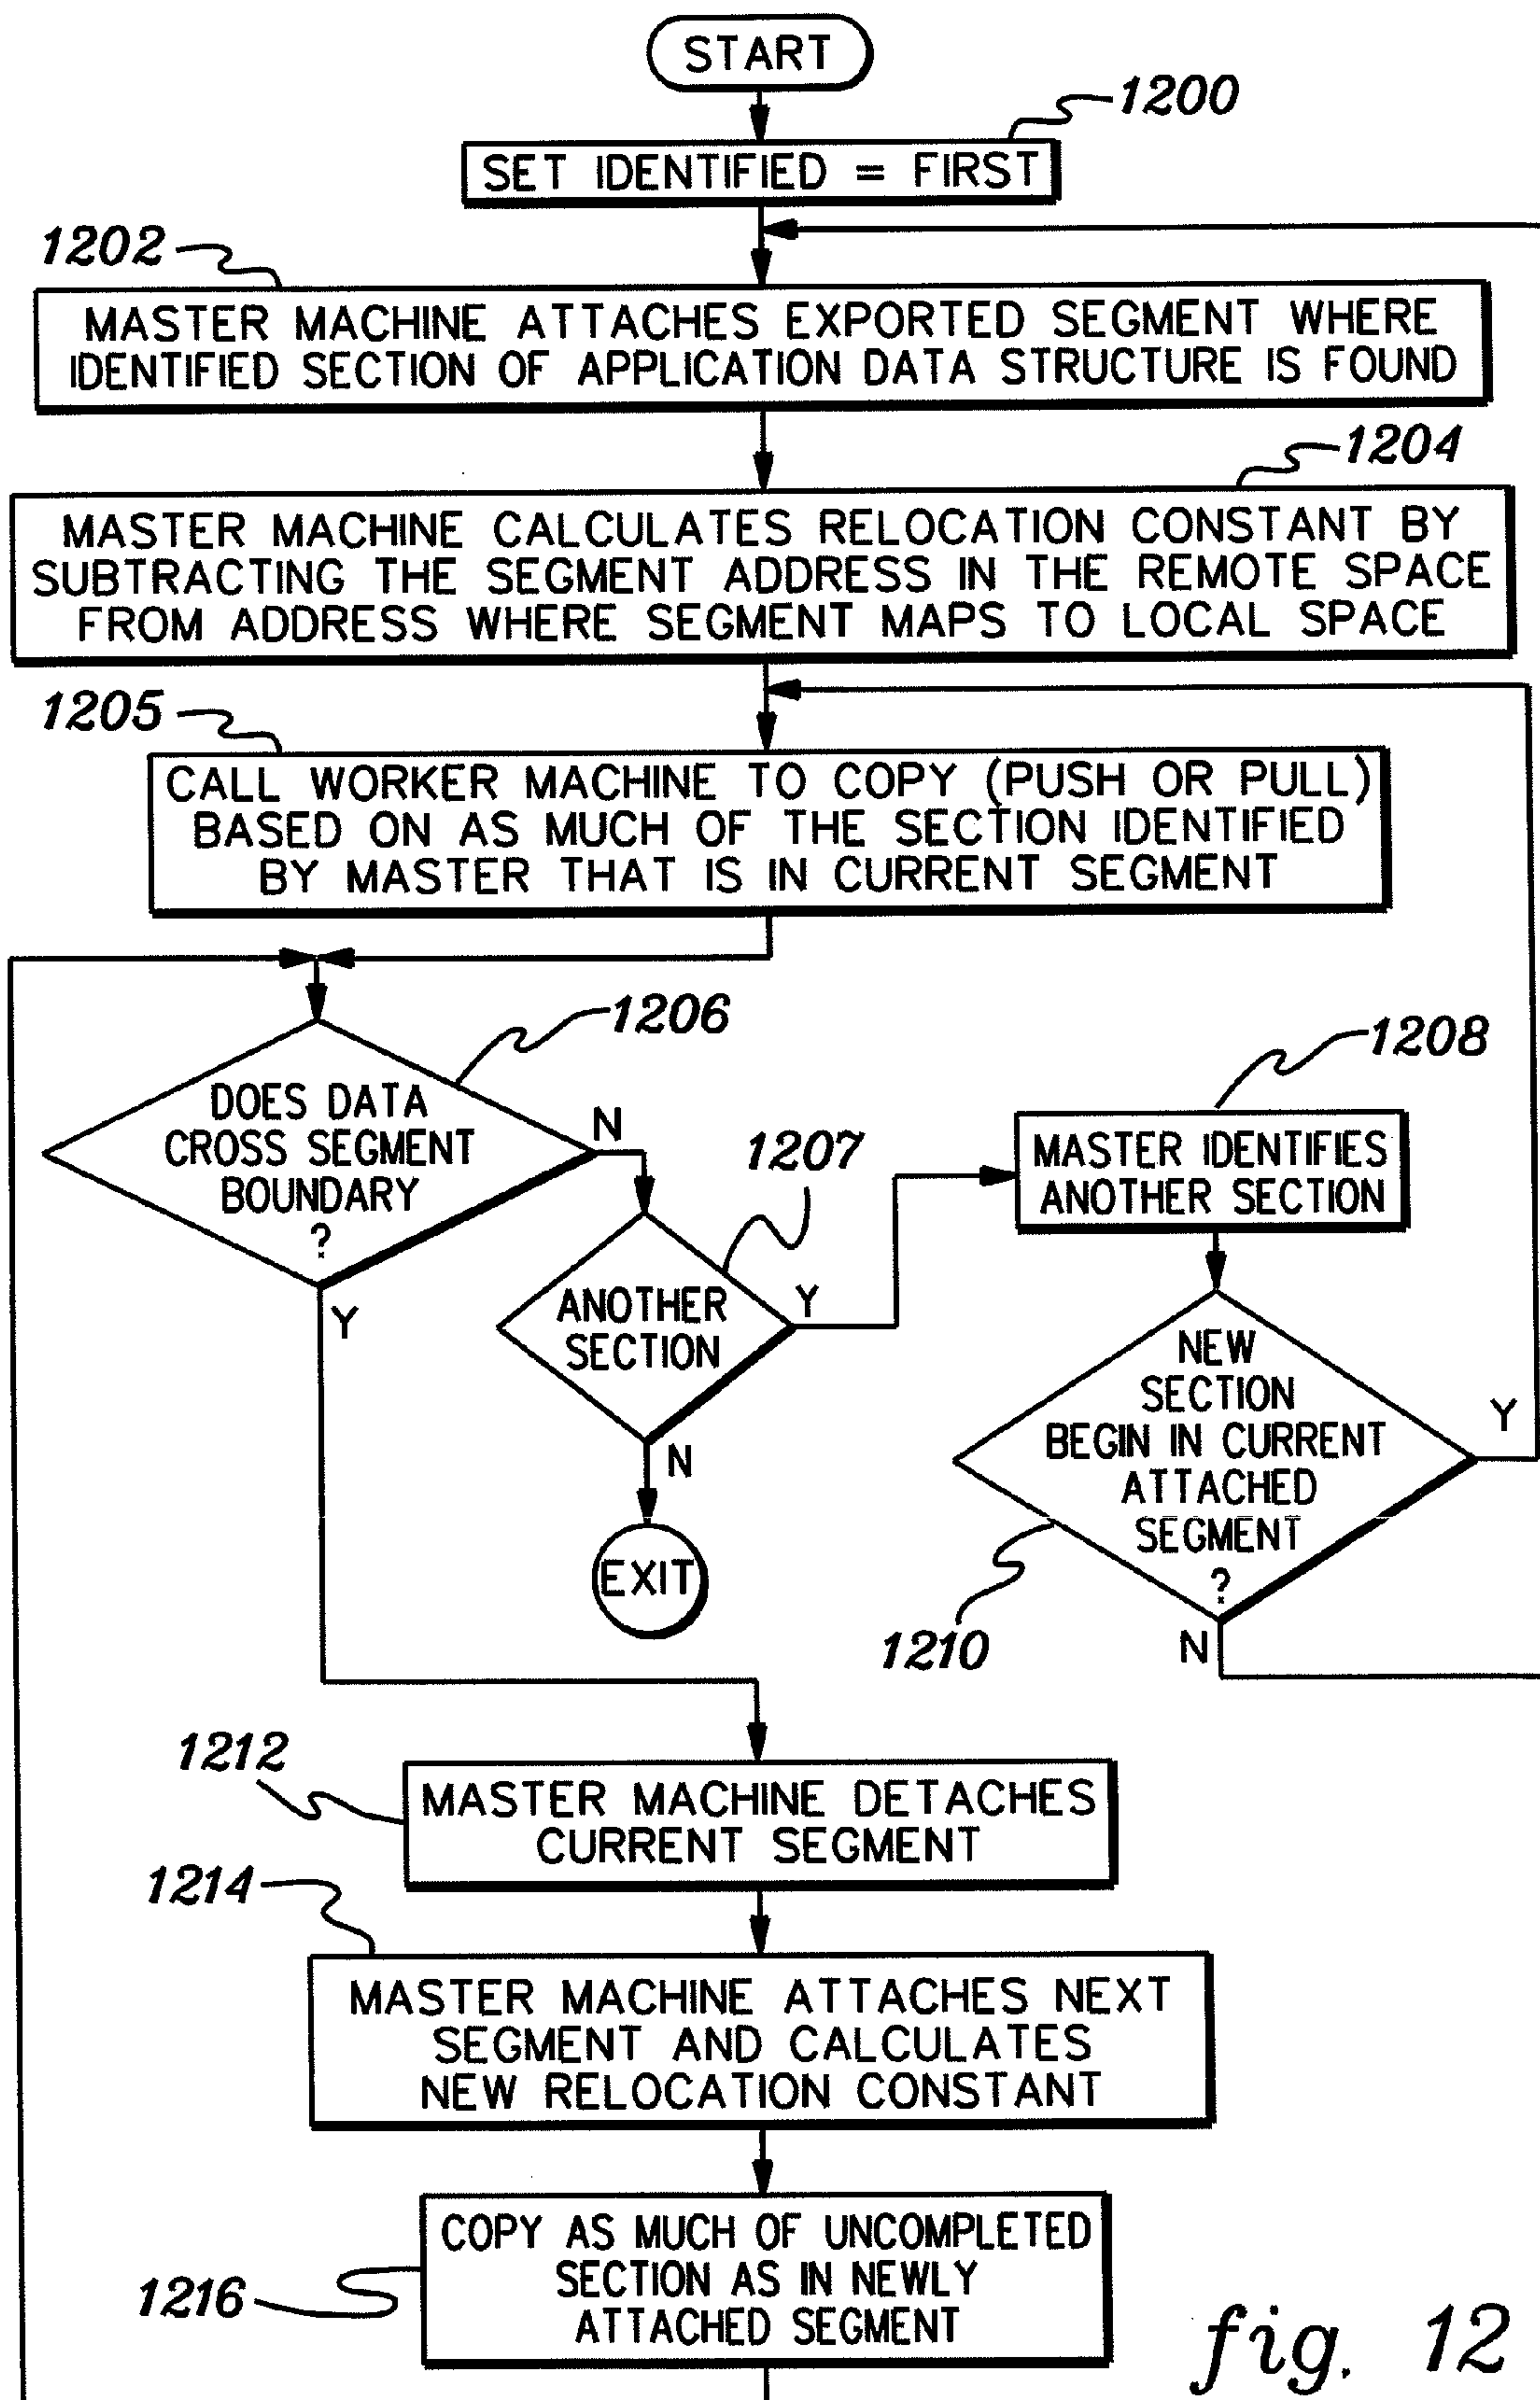 START
1200
SET IDENTIFIED = FIRST
1202
MASTER MACHINE ATTACHES EXPORTED SEGMENT WHERE
IDENTIFIED SECTION OF APPLICATION DATA STRUCTURE IS FOUND
1204
MASTER MACHINE CALCULATES RELOCATION CONSTANT BY
SUBTRACTING THE SEGMENT ADDRESS IN THE REMOTE SPACE
FROM ADDRESS WHERE SEGMENT MAPS TO LOCAL SPACE
1205
CALL WORKER MACHINE TO COPY (PUSH OR PULL)
BASED ON AS MUCH OF THE SECTION IDENTIFIED
BY MASTER THAT IS IN CURRENT SEGMENT
1206
DOES DATA
CROSS SEGMENT
BOUNDARY
?
N
Y
1207
ANOTHER
SECTION
Y
N
EXIT
1208
MASTER IDENTIFIES
ANOTHER SECTION
NEW
SECTION
BEGIN IN CURRENT
ATTACHED
SEGMENT
?
Y
N
1210
1212
MASTER MACHINE DETACHES
CURRENT SEGMENT
1214
MASTER MACHINE ATTACHES NEXT
SEGMENT AND CALCULATES
NEW RELOCATION CONSTANT
1216
COPY AS MUCH OF UNCOMPLETED
SECTION AS IN NEWLY
ATTACHED SEGMENT
fig. 12